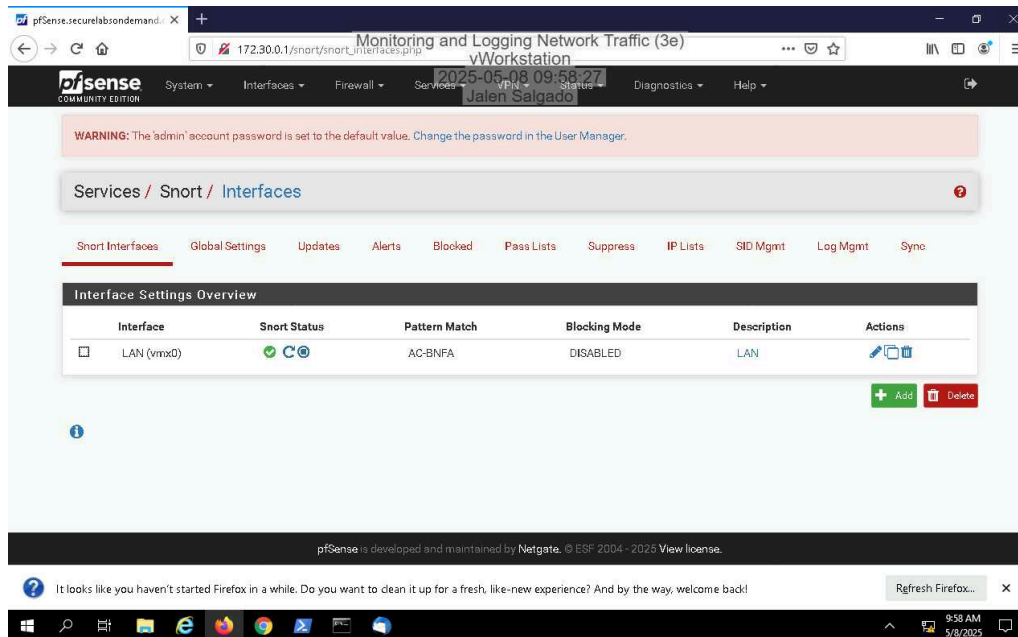 pfSense.securelabsondemand.c
172.30.0.1/snort/snort_interfaces.php
Monitoring and Logging Network Traffic (3e)
vWorkstation
2025-05-08 09:58:27
Jalen Salgado
pfsense
COMMUNITY EDITION
System Interfaces Firewall Services VPN Status Diagnostics Help
WARNING: The 'admin' account password is set to the default value. Change the password in the User Manager.
Services / Snort / Interfaces
Snort Interfaces Global Settings Updates Alerts Blocked Pass Lists Suppress IP Lists SID Mgmt Log Mgmt Sync
Interface Settings Overview
Interface Snort Status Pattern Match Blocking Mode Description Actions
LAN (vmx0) AC-BNFA DISABLED LAN
Add Delete
pfSense is developed and maintained by Netgate. © ESF 2004 - 2025 View license.
It looks like you haven't started Firefox in a while. Do you want to clean it up for a fresh, like-new experience? And by the way, welcome back! Refresh Firefox...
9:58 AM
5/8/2025